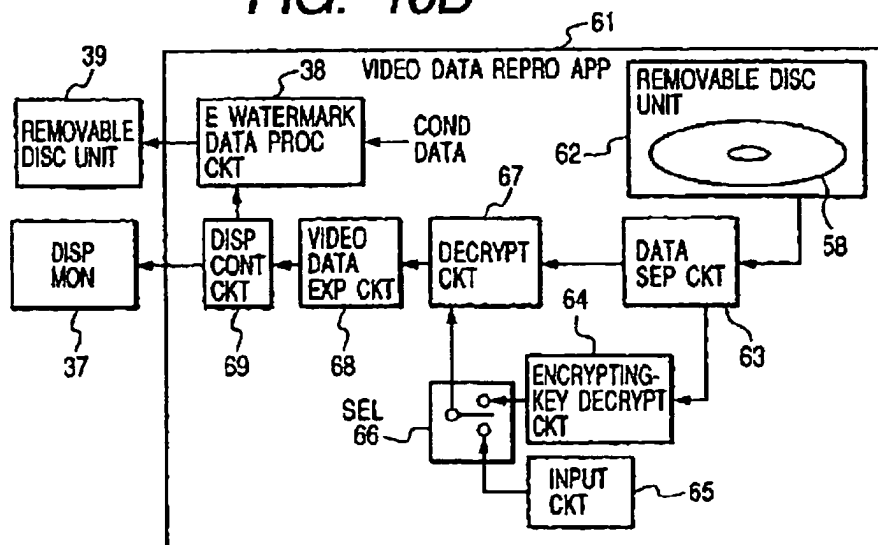 FIG. 10B
61
39
38
VIDEO DATA REPRO APP
REMOVABLE DISC
UNIT
REMOVABLE
DISC UNIT
E WATERMARK
DATA PROC
CKT
COND
DATA
62
67
58
DISP
MON
DISP
CONT
CKT
VIDEO
DATA
EXP CKT
DECRYPT
CKT
DATA
SEP CKT
64
63
37
69
68
ENCRYPTING-
KEY DECRYPT
CKT
SEL
66
INPUT
CKT
65